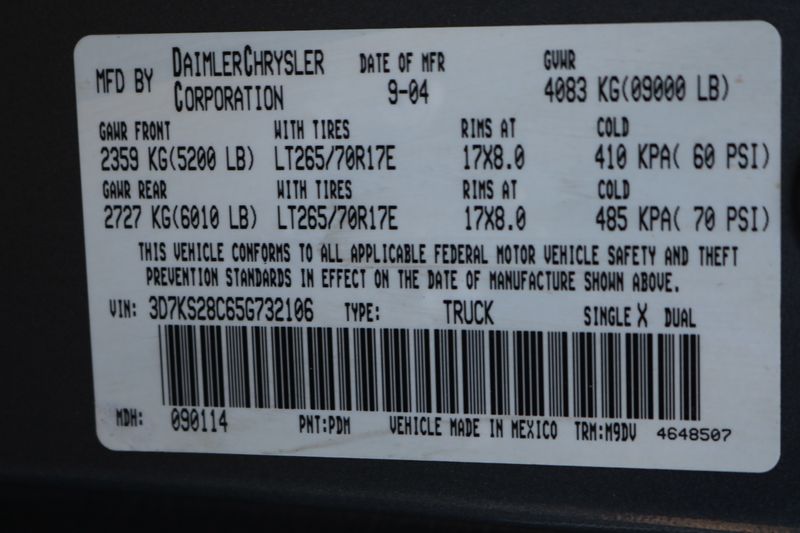 MFD BY DAIMLERCHRYSLER CORPORATION DATE OF MFR 9-04 GVWR 4083 KG(09000 LB)
GAWR FRONT WITH TIRES RIMS AT COLD
2359 KG(5200 LB) LT265/70R17E 17X8.0 410 KPA( 60 PSI)
GAWR REAR WITH TIRES RIMS AT COLD
2727 KG(6010 LB) LT265/70R17E 17X8.0 485 KPA( 70 PSI)
THIS VEHICLE CONFORMS TO ALL APPLICABLE FEDERAL MOTOR VEHICLE SAFETY AND THEFT
PREVENTION STANDARDS IN EFFECT ON THE DATE OF MANUFACTURE SHOWN ABOVE.
VIN: 3D7KS28C65G732106 TYPE: TRUCK SINGLE X DUAL
MDH: 090114 PNT:PDM VEHICLE MADE IN MEXICO TRM:M9DV 4648507